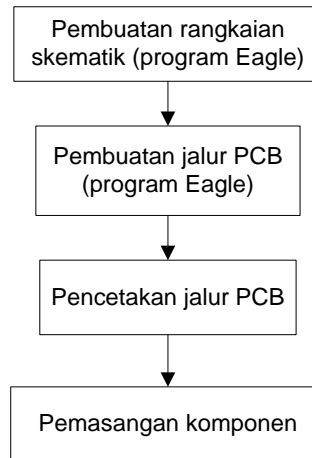 Pembuatan rangkaian
skematik (program Eagle)
Pembuatan jalur PCB
(program Eagle)
Pencetakan jalur PCB
Pemasangan komponen